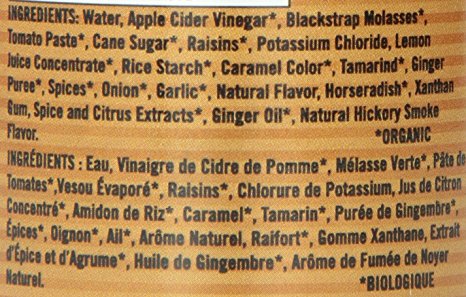 INGREDIENTS: Water, Apple Cider Vinegar*, Blackstrap Molasses*,
Tomato Paste*, Cane Sugar*, Raisins*, Potassium Chloride, Lemon
Juice Concentrate*, Rice Starch*, Caramel Color*, Tamarind*, Ginger
Puree*, Spices*, Onion*, Garlic*, Natural Flavor, Horseradish*, Xanthan
Gum, Spice and Citrus Extracts*, Ginger Oil*, Natural Hickory Smoke
Flavor. *ORGANIC
INGRÉDIENTS : Eau, Vinaigre de Cidre de Pomme*, Mélasse Verte*, Pâte de
Tomates*,Vesou Évaporé*, Raisins*, Chlorure de Potassium, Jus de Citron
Concentré*, Amidon de Riz*, Caramel*, Tamarin*, Purée de Gingembre*,
Épices*, Oignon*, Ail*, Arôme Naturel, Raifort*, Gomme Xanthane, Extrait
d'Épice et d'Agrume*, Huile de Gingembre*, Arôme de Fumée de Noyer
Naturel. *BIOLOGIQUE